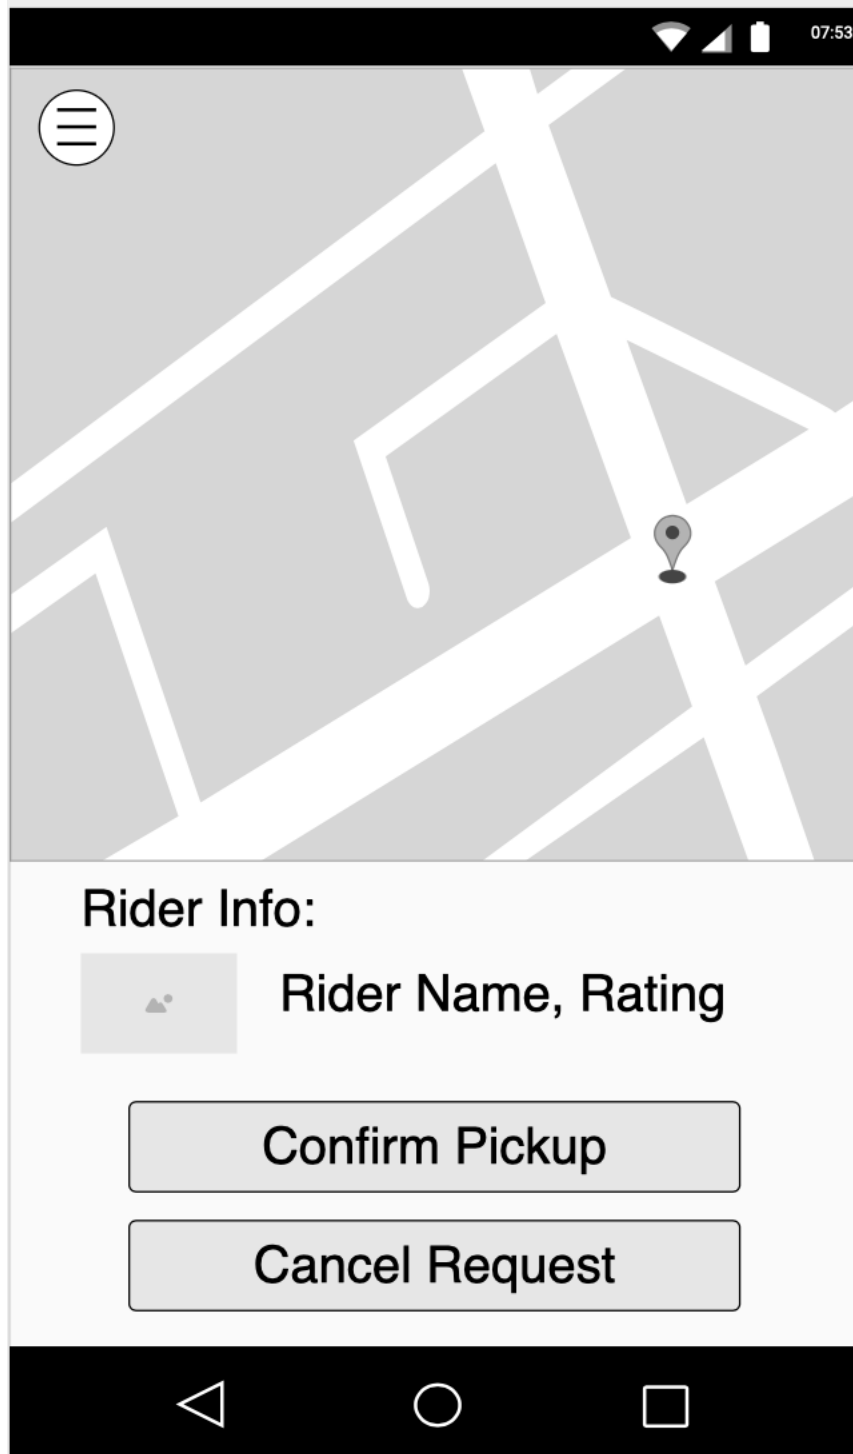 07:53
Rider Info:
Rider Name, Rating
Confirm Pickup
Cancel Request